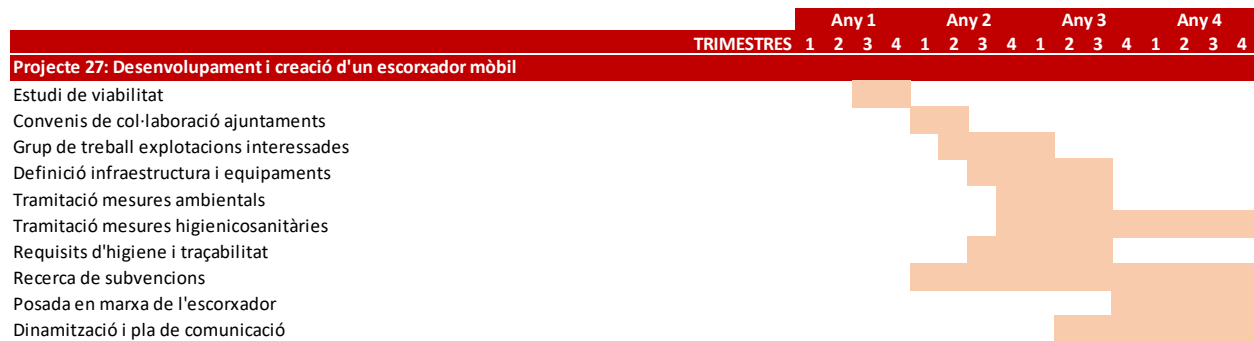 Any 1 Any 2 Any 3 Any 4
TRIMESTRES 1 2 3 4 1 2 3 4 1 2 3 4 1 2 3 4
Projecte 27: Desenvolupament i creació d'un escorxador mòbil
Estudi de viabilitat
Convenis de col·laboració ajuntaments
Grup de treball explotacions interessades
Definició infraestructura i equipaments
Tramitació mesures ambientals
Tramitació mesures higienicosanitàries
Requisits d'higiene i traçabilitat
Recerca de subvencions
Posada en marxa de l'escorxador
Dinamització i pla de comunicació